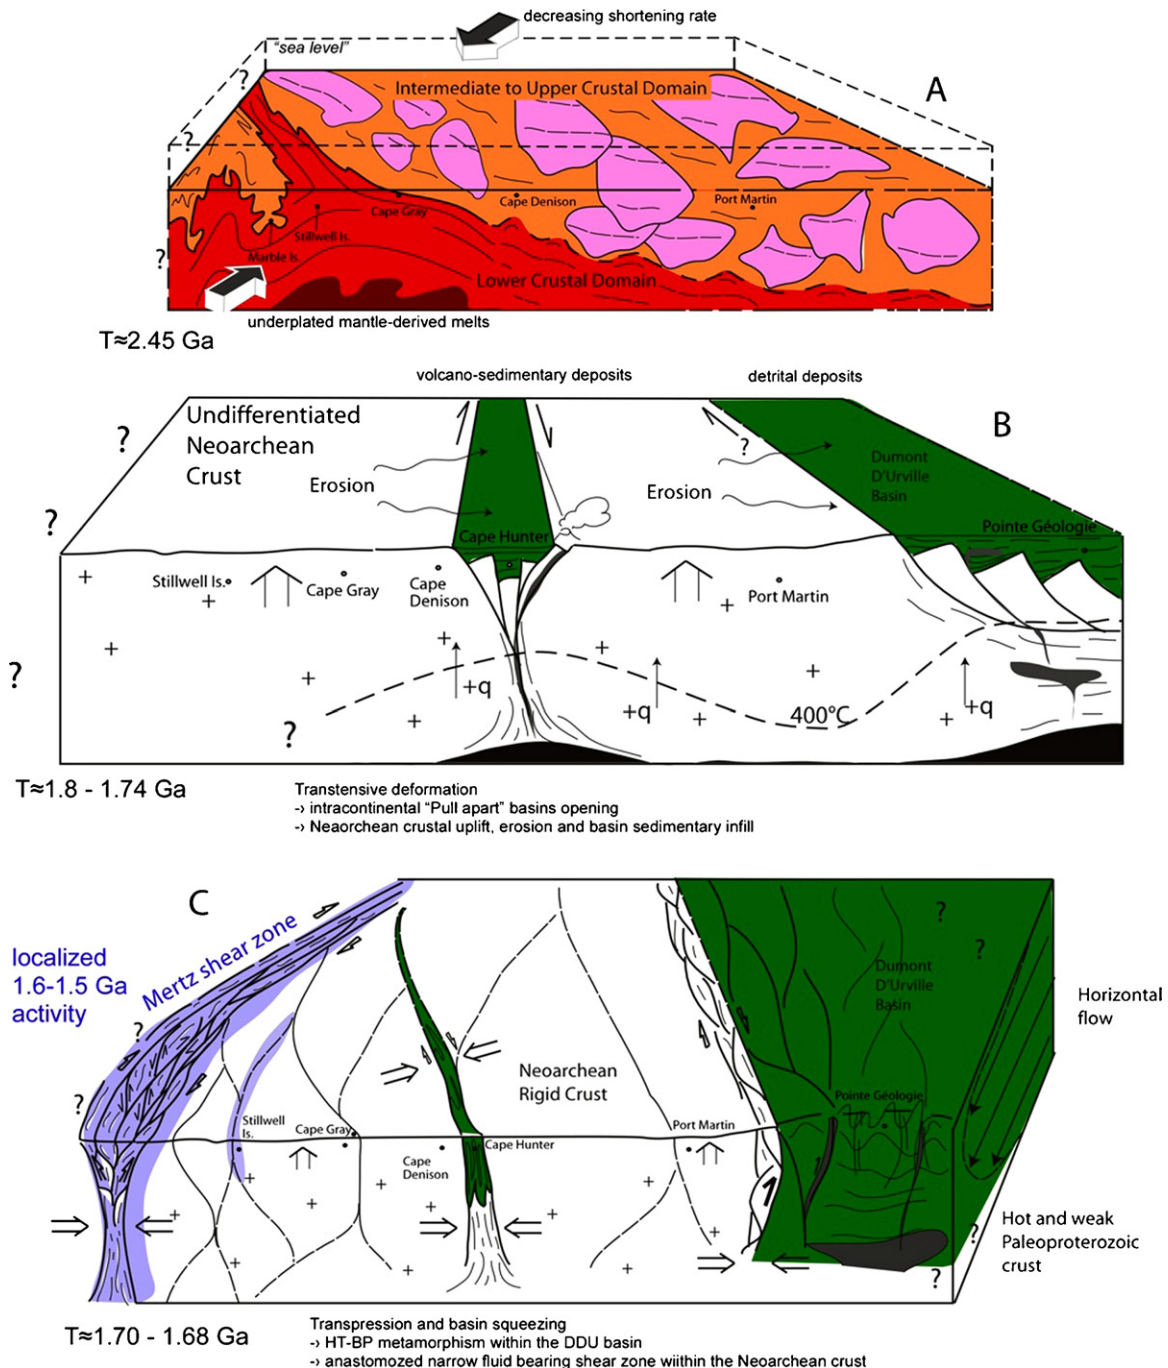 decreasing shortening rate
"sea level"
A
?
Intermediate to Upper Crustal Domain
?
Cape Gray
Cape Denison
Port Martin
Stillwell Is.
Marble Is.
?
Lower Crustal Domain
underplated mantle-derived melts
T≈2.45 Ga
volcano-sedimentary deposits
detrital deposits
Undifferentiated
Neoarchean
Crust
B
?
?
Erosion
Erosion
Dumont
D'Urville
Basin
?
Cape Hunter
Pointe Géologie
Stillwell Is.
Cape Gray
Cape
Denison
Port Martin
?
+q
+q
+q
400°C
?
T≈1.8 - 1.74 Ga
Transtensive deformation
-› intracontinental "Pull apart" basins opening
-› Neaorchean crustal uplift, erosion and basin sedimentary infill
C
Mertz shear zone
localized
1.6-1.5 Ga
activity
?
?
Dumont
D'Urville
Basin
Horizontal
flow
?
Neoarchean
Rigid Crust
?
Stillwell
Is.
Cape Gray
Cape Hunter
Cape
Denison
Port Martin
Pointe Géologie
Hot and weak
Paleoproterozoic
crust
?
?
T≈1.70 - 1.68 Ga
Transpression and basin squeezing
-› HT-BP metamorphism within the DDU basin
-› anastomozed narrow fluid bearing shear zone wiithin the Neoarchean crust